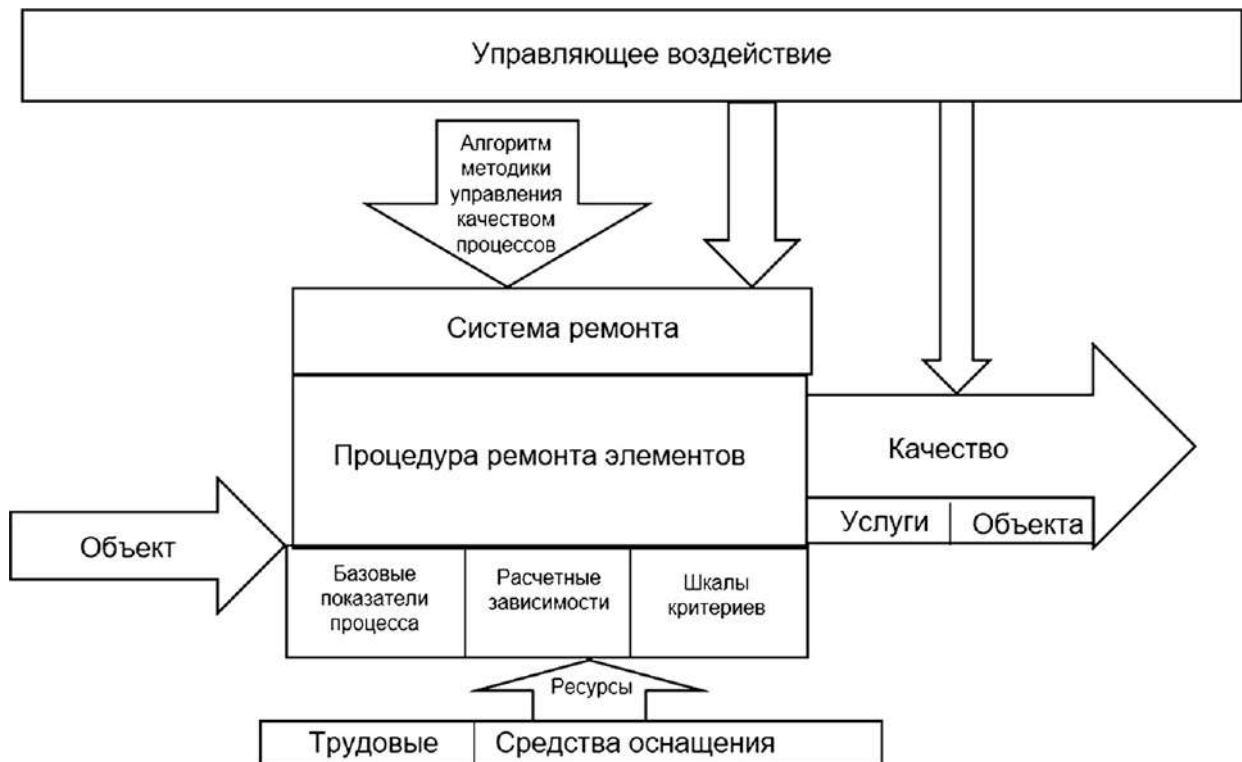 Управляющее воздействие
Алгоритм
методики
управления
качеством
процессов
Система ремонта
Процедура ремонта элементов
Качество
Услуги
Объекта
Объект
Базовые
показатели
процесса
Расчетные
зависимости
Шкалы
критериев
Ресурсы
Трудовые
Средства оснащения